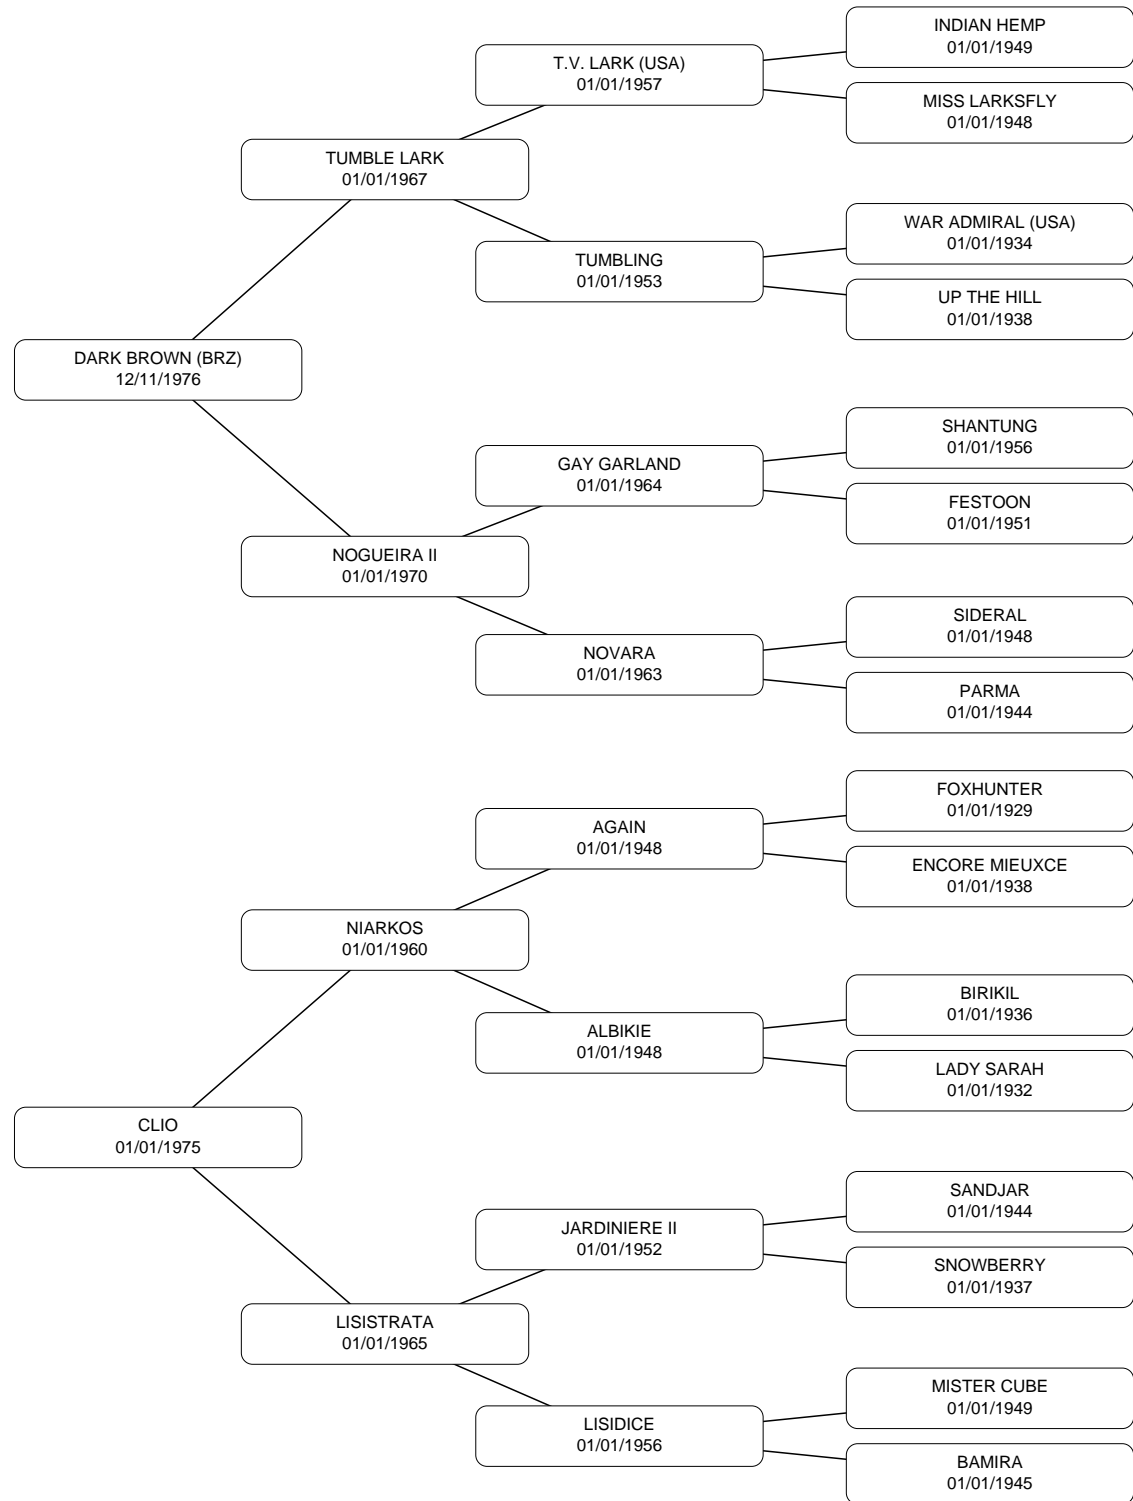 INDIAN HEMP
01/01/1949
T.V. LARK (USA)
01/01/1957
MISS LARKSFLY
01/01/1948
TUMBLE LARK
01/01/1967
WAR ADMIRAL (USA)
01/01/1934
TUMBLING
01/01/1953
UP THE HILL
01/01/1938
DARK BROWN (BRZ)
12/11/1976
SHANTUNG
01/01/1956
GAY GARLAND
01/01/1964
FESTOON
01/01/1951
NOGUEIRA II
01/01/1970
SIDERAL
01/01/1948
NOVARA
01/01/1963
PARMA
01/01/1944
FOXHUNTER
01/01/1929
AGAIN
01/01/1948
ENCORE MIEUXCE
01/01/1938
NIARKOS
01/01/1960
BIRIKIL
01/01/1936
ALBIKIE
01/01/1948
LADY SARAH
01/01/1932
CLIO
01/01/1975
SANDJAR
01/01/1944
JARDINIERE II
01/01/1952
SNOWBERRY
01/01/1937
LISISTRATA
01/01/1965
MISTER CUBE
01/01/1949
LISIDICE
01/01/1956
BAMIRA
01/01/1945